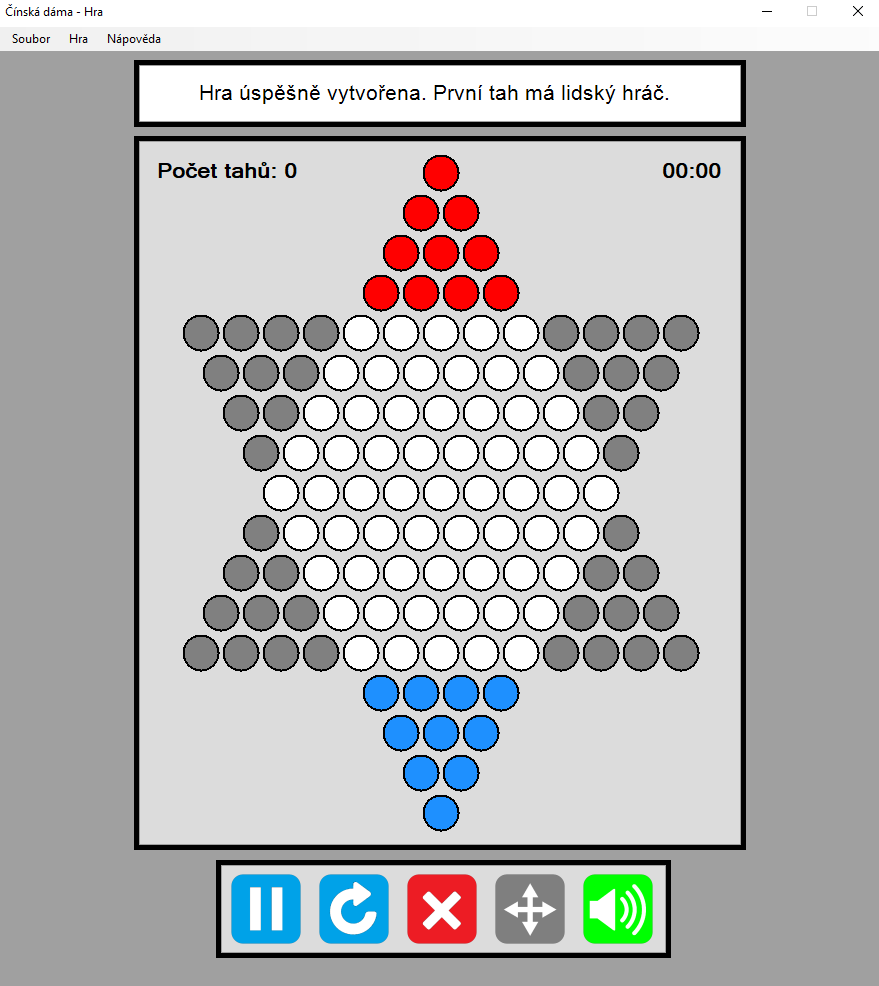 Čínská dáma - Hra
Soubor Hra Nápověda
Hra úspěšně vytvořena. První tah má lidský hráč.
Počet tahů: 0 00:00